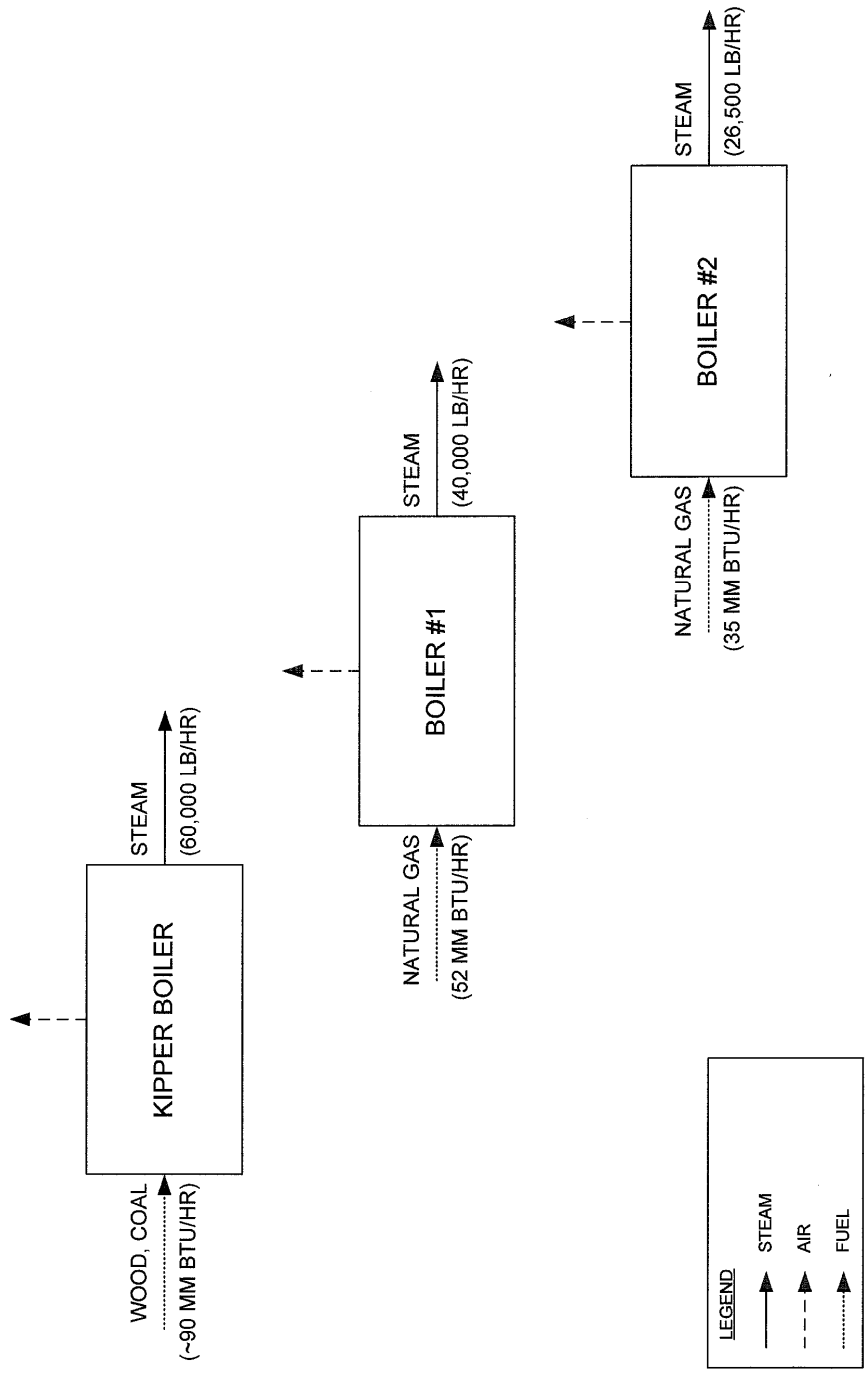 WOOD, COAL
(~90 MM BTU/HR)
KIPPER BOILER
STEAM
(60,000 LB/HR)
NATURAL GAS
(52 MM BTU/HR)
BOILER #1
STEAM
(40,000 LB/HR)
NATURAL GAS
(35 MM BTU/HR)
BOILER #2
STEAM
(26,500 LB/HR)
LEGEND
STEAM
AIR
FUEL